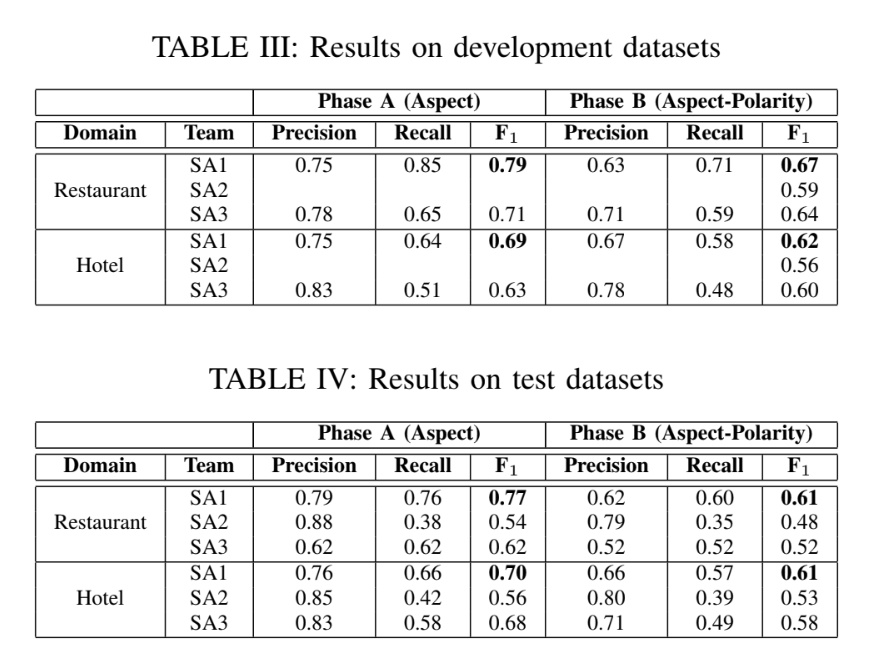 TABLE III: Results on development datasets
Phase A (Aspect) Phase B (Aspect-Polarity)
Domain Team Precision Recall F₁ Precision Recall F₁
SA1 0.75 0.85 0.79 0.63 0.71 0.67
Restaurant SA2 0.59
SA3 0.78 0.65 0.71 0.71 0.59 0.64
SA1 0.75 0.64 0.69 0.67 0.58 0.62
Hotel SA2 0.56
SA3 0.83 0.51 0.63 0.78 0.48 0.60
TABLE IV: Results on test datasets
Phase A (Aspect) Phase B (Aspect-Polarity)
Domain Team Precision Recall F₁ Precision Recall F₁
SA1 0.79 0.76 0.77 0.62 0.60 0.61
Restaurant SA2 0.88 0.38 0.54 0.79 0.35 0.48
SA3 0.62 0.62 0.62 0.52 0.52 0.52
SA1 0.76 0.66 0.70 0.66 0.57 0.61
Hotel SA2 0.85 0.42 0.56 0.80 0.39 0.53
SA3 0.83 0.58 0.68 0.71 0.49 0.58